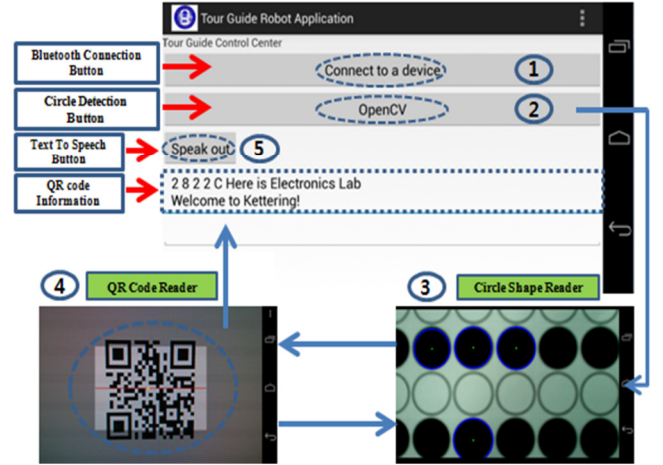 Tour Guide Robot Application
Tour Guide Control Center
Bluetooth Connection
Button
Connect to a device
1
Circle Detection
Button
OpenCV
2
Text To Speech
Button
Speak out
5
QR code
Information
2 8 2 2 C Here is Electronics Lab
Welcome to Kettering!
4
QR Code Reader
3
Circle Shape Reader